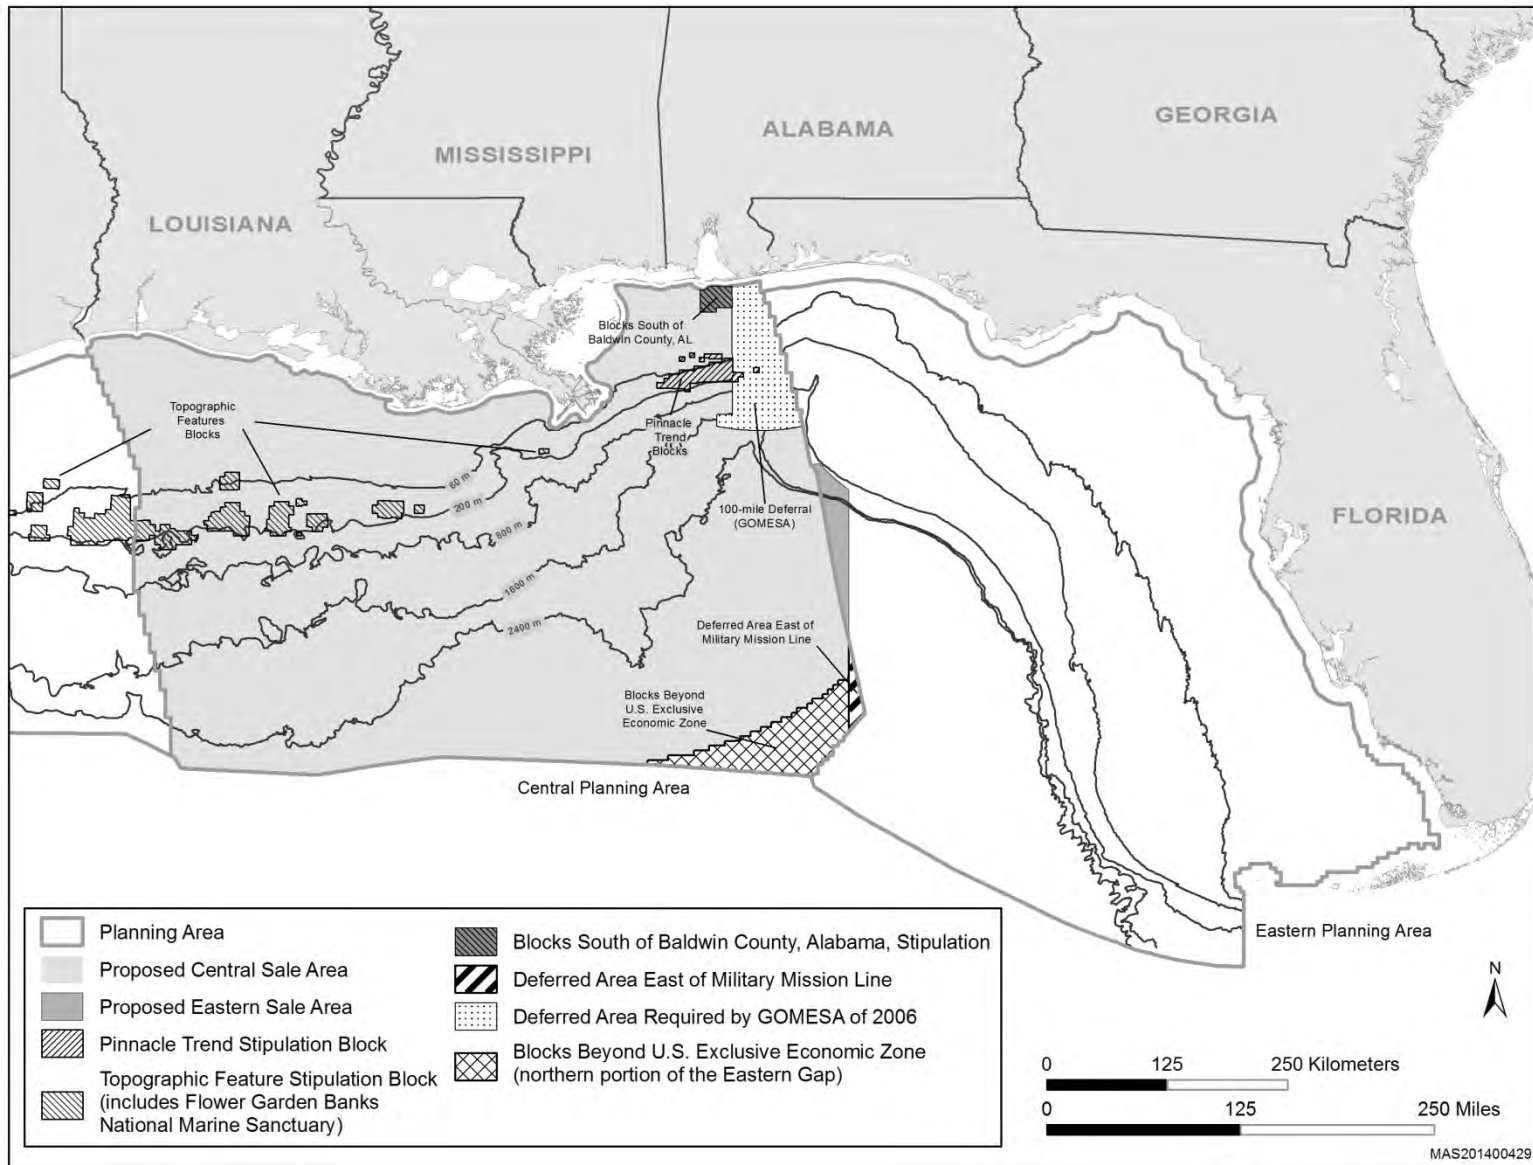 GEORGIA
ALABAMA
MISSISSIPPI
LOUISIANA
FLORIDA
Blocks South of
Baldwin County, AL
Topographic
Features
Blocks
Pinnacle
Trend
Blocks
60 m
200 m
800 m
1600 m
2400 m
100-mile Deferral
(GOMESA)
Deferred Area East of
Military Mission Line
Blocks Beyond
U.S. Exclusive
Economic Zone
Central Planning Area
Eastern Planning Area
Planning Area
Proposed Central Sale Area
Proposed Eastern Sale Area
Pinnacle Trend Stipulation Block
Topographic Feature Stipulation Block
(includes Flower Garden Banks
National Marine Sanctuary)
Blocks South of Baldwin County, Alabama, Stipulation
Deferred Area East of Military Mission Line
Deferred Area Required by GOMESA of 2006
Blocks Beyond U.S. Exclusive Economic Zone
(northern portion of the Eastern Gap)
N
0 125 250 Kilometers
0 125 250 Miles
MAS201400429